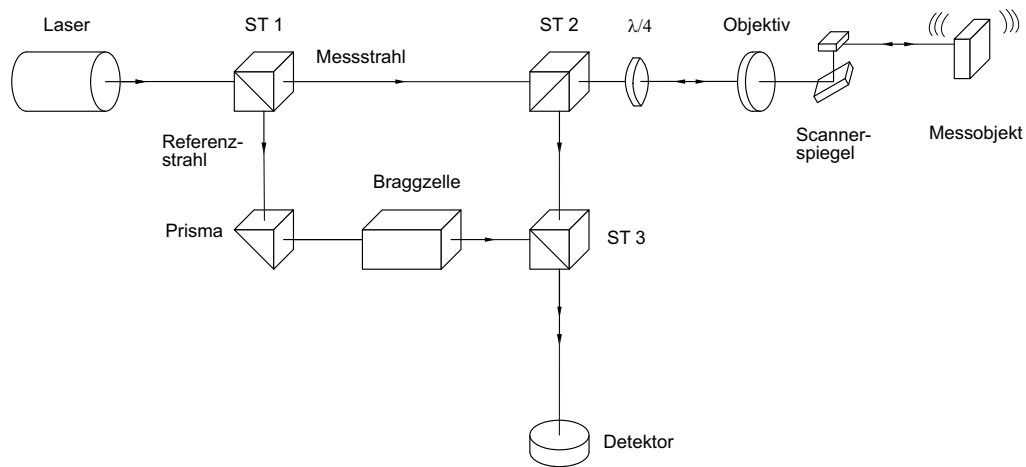 Laser
ST 1
ST 2
λ/4
Objektiv
Messstrahl
Scanner-
spiegel
Messobjekt
Referenz-
strahl
Braggzelle
Prisma
ST 3
Detektor